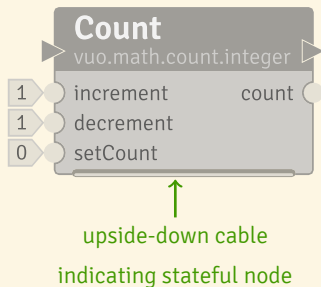 Count
vuo.math.count.integer
1 increment count
1 decrement
0 setCount
upside-down cable
indicating stateful node